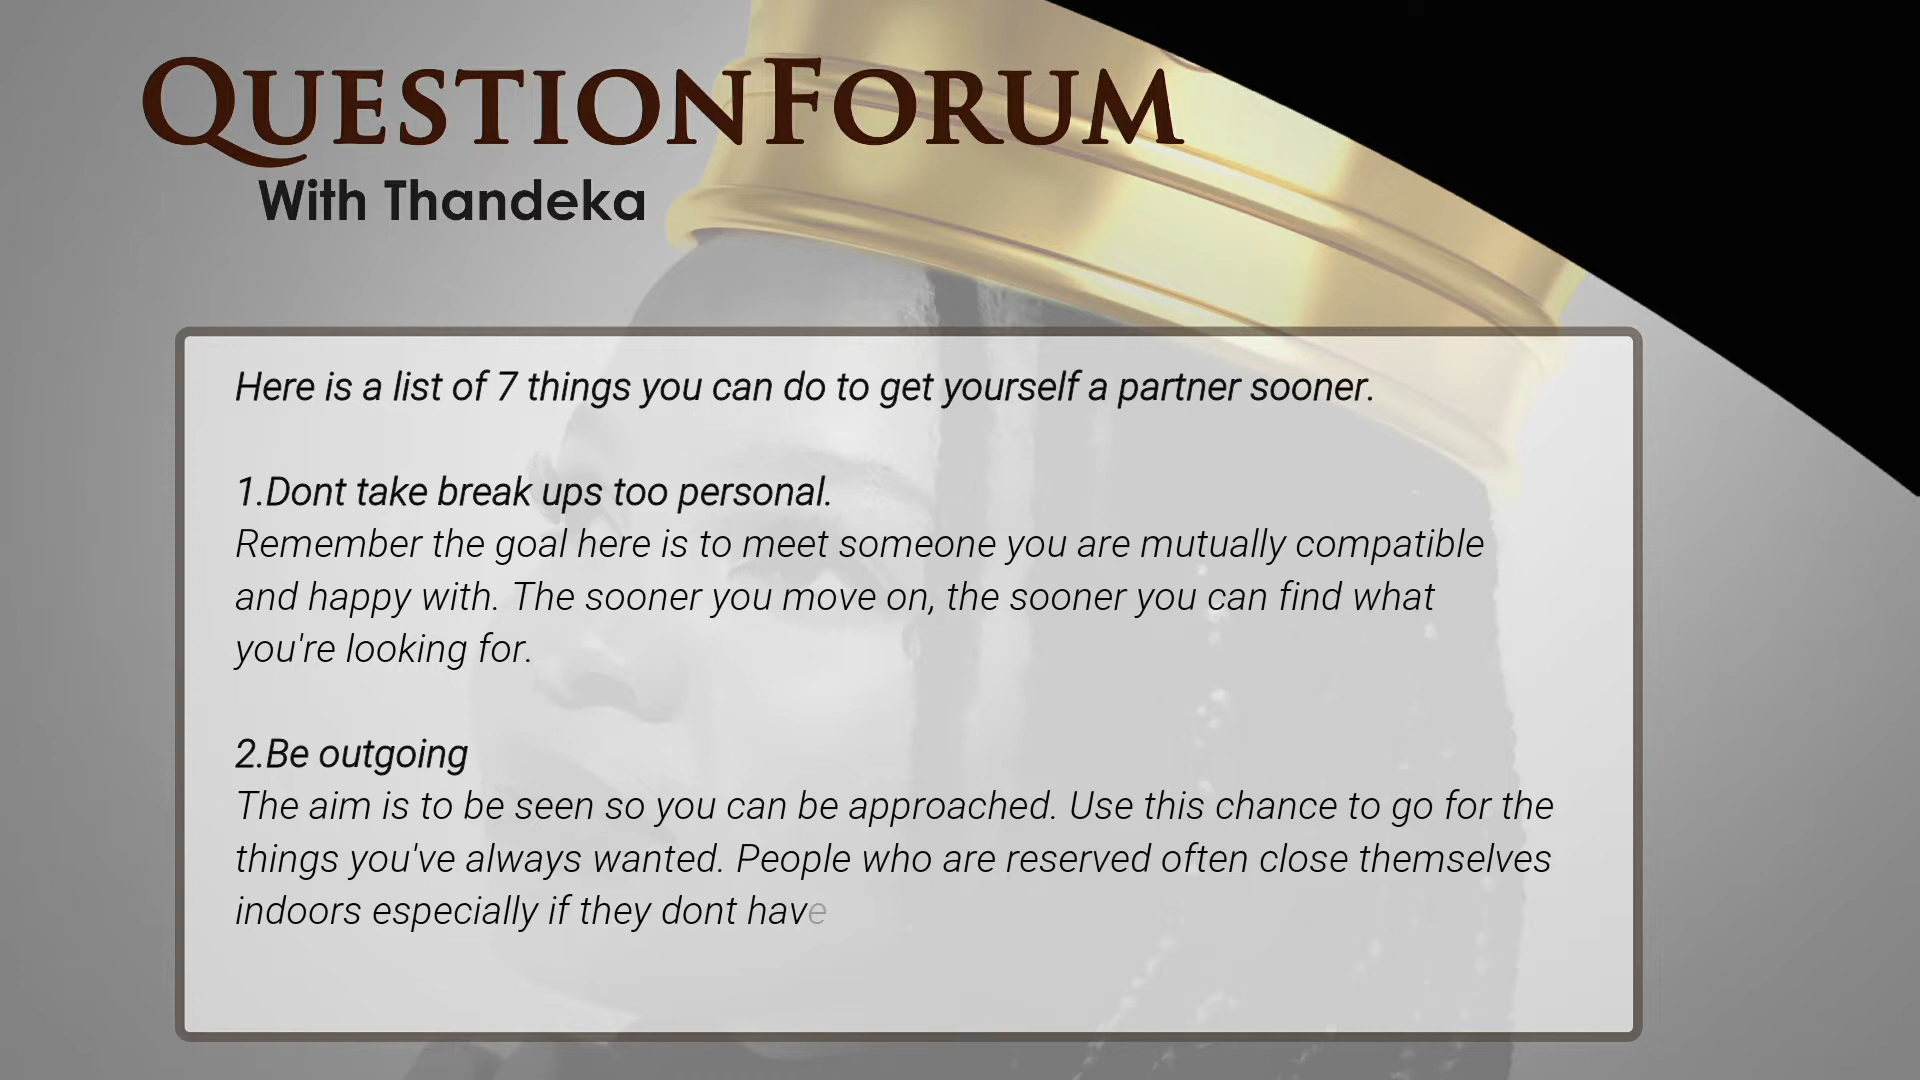 QUESTIONFORUM
With Thandeka
Here is a list of 7 things you can do to get yourself a partner sooner.
1.Dont take break ups too personal.
Remember the goal here is to meet someone you are mutually compatible
and happy with. The sooner you move on, the sooner you can find what
you're looking for.
2.Be outgoing
The aim is to be seen so you can be approached. Use this chance to go for the
things you've always wanted. People who are reserved often close themselves
indoors especially if they dont have